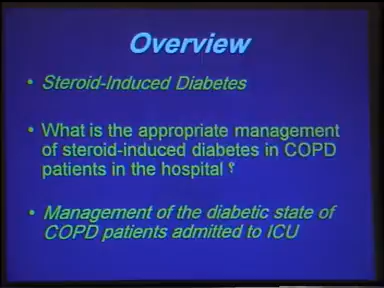 Overview
• Steroid-Induced Diabetes
• What is the appropriate management
of steroid-induced diabetes in COPD
patients in the hospital ؟
• Management of the diabetic state of
COPD patients admitted to ICU